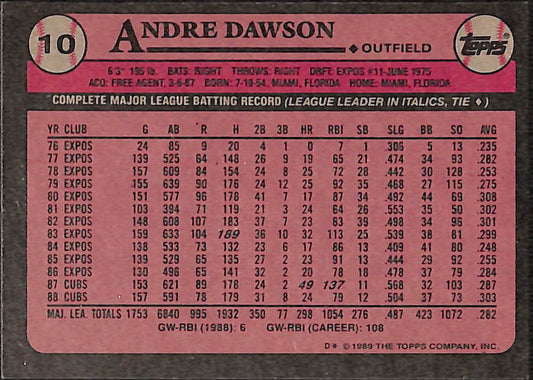 10 ANDRE DAWSON
◆ OUTFIELD
TOPPS
6'3" 195 lb. BATS: RIGHT THROWS: RIGHT DRFT: EXPOS #11-JUNE 1975
ACQ: FREE AGENT, 3-6-87 BORN: 7-10-54, MIAMI, FLORIDA HOME: MIAMI, FLORIDA
COMPLETE MAJOR LEAGUE BATTING RECORD (LEAGUE LEADER IN ITALICS, TIE ♦)
YR CLUB G AB R H 2B 3B HR RBI SB SLG BB SO AVG
76 EXPOS 24 85 9 20 4 1 0 7 1 .306 5 13 .235
77 EXPOS 139 525 64 148 26 9 19 65 21 .474 34 93 .282
78 EXPOS 157 609 84 154 24 8 25 72 28 .442 30 128 .253
79 EXPOS 155 639 90 176 24 12 25 92 35 .468 27 115 .275
80 EXPOS 151 577 96 178 41 7 17 87 34 .492 44 69 .308
81 EXPOS 103 394 71 119 21 3 24 64 26 .553 35 50 .302
82 EXPOS 148 608 107 183 37 7 23 83 39 .498 34 96 .301
83 EXPOS 159 633 104 189 36 10 32 113 25 .539 38 81 .299
84 EXPOS 138 533 73 132 23 6 17 86 13 .409 41 80 .248
85 EXPOS 139 529 65 135 27 2 23 91 13 .444 29 92 .255
86 EXPOS 130 496 65 141 32 2 20 78 18 .478 37 79 .284
87 CUBS 153 621 90 178 24 2 49 137 11 .568 32 103 .287
88 CUBS 157 591 78 179 31 8 24 79 12 .504 37 73 .303
MAJ. LEA. TOTALS 1753 6840 995 1932 350 77 298 1054 276 .487 423 1072 .282
GW-RBI (1988): 6 GW-RBI (CAREER): 108
D* © 1989 THE TOPPS COMPANY, INC.